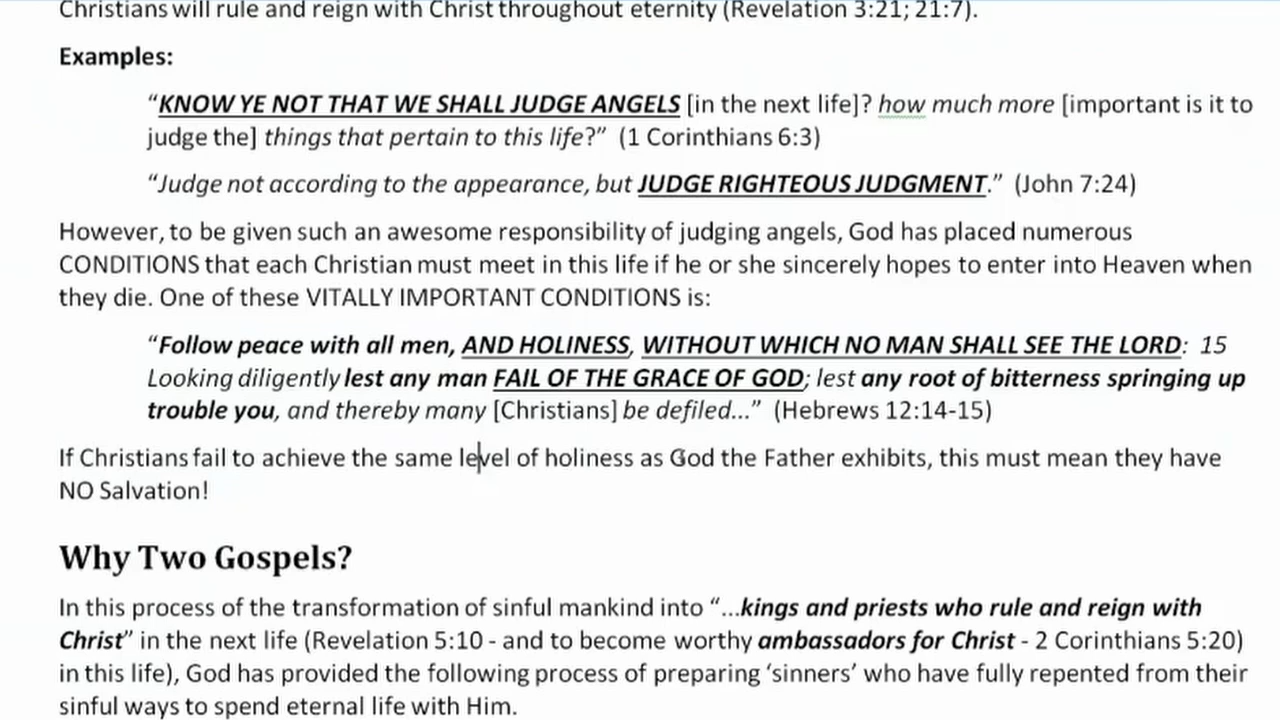 Christians will rule and reign with Christ throughout eternity (Revelation 3:21; 21:7).
Examples:
“KNOW YE NOT THAT WE SHALL JUDGE ANGELS [in the next life]? how much more [important is it to
judge the] things that pertain to this life?” (1 Corinthians 6:3)
“Judge not according to the appearance, but JUDGE RIGHTEOUS JUDGMENT.” (John 7:24)
However, to be given such an awesome responsibility of judging angels, God has placed numerous
CONDITIONS that each Christian must meet in this life if he or she sincerely hopes to enter into Heaven when
they die. One of these VITALLY IMPORTANT CONDITIONS is:
“Follow peace with all men, AND HOLINESS, WITHOUT WHICH NO MAN SHALL SEE THE LORD: 15
Looking diligently lest any man FAIL OF THE GRACE OF GOD; lest any root of bitterness springing up
trouble you, and thereby many [Christians] be defiled…” (Hebrews 12:14-15)
If Christians fail to achieve the same level of holiness as God the Father exhibits, this must mean they have
NO Salvation!
Why Two Gospels?
In this process of the transformation of sinful mankind into “…kings and priests who rule and reign with
Christ” in the next life (Revelation 5:10 - and to become worthy ambassadors for Christ - 2 Corinthians 5:20)
in this life), God has provided the following process of preparing ‘sinners’ who have fully repented from their
sinful ways to spend eternal life with Him.